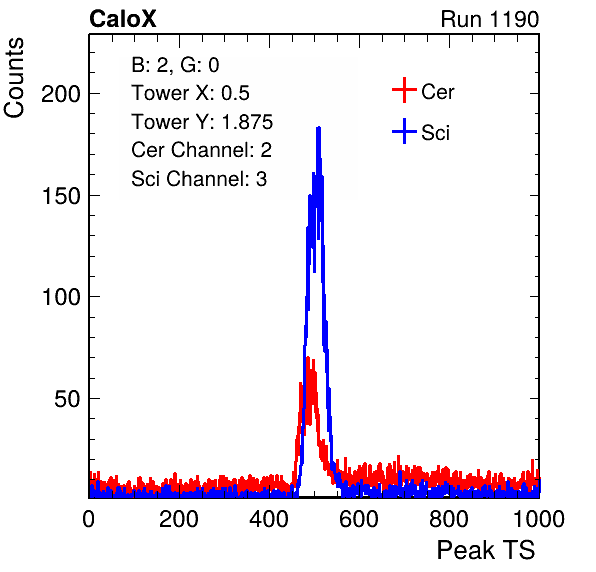 CaloX Run 1190
Counts
B: 2, G: 0
Tower X: 0.5
Tower Y: 1.875
Cer Channel: 2
Sci Channel: 3
Cer
Sci
200
150
100
50
0 200 400 600 800 1000
Peak TS